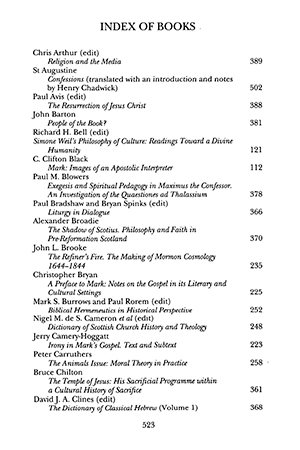 INDEX OF BOOKS
Chris Arthur (edit)
Religion and the Media 389
St Augustine
Confessions (translated with an introduction and notes
by Henry Chadwick) 502
Paul Avis (edit)
The Resurrection of Jesus Christ 388
John Barton
People of the Book? 381
Richard H. Bell (edit)
Simone Weil's Philosophy of Culture: Readings Toward a Divine
Humanity 121
C. Clifton Black
Mark: Images of an Apostolic Interpreter 112
Paul M. Blowers
Exegesis and Spiritual Pedagogy in Maximus the Confessor.
An Investigation of the Quaestiones ad Thalassium 378
Paul Bradshaw and Bryan Spinks (edit)
Liturgy in Dialogue 366
Alexander Broadie
The Shadow of Scotius. Philosophy and Faith in
Pre-Reformation Scotland 370
John L. Brooke
The Refiner's Fire. The Making of Mormon Cosmology
1644–1844 235
Christopher Bryan
A Preface to Mark: Notes on the Gospel in its Literary and
Cultural Settings 225
Mark S. Burrows and Paul Rorem (edit)
Biblical Hermeneutics in Historical Perspective 252
Nigel M. de S. Cameron et al (edit)
Dictionary of Scottish Church History and Theology 248
Jerry Camery-Hoggatt
Irony in Mark's Gospel. Text and Subtext 223
Peter Carruthers
The Animals Issue: Moral Theory in Practice 258
Bruce Chilton
The Temple of Jesus: His Sacrificial Programme within
a Cultural History of Sacrifice 361
David J. A. Clines (edit)
The Dictionary of Classical Hebrew (Volume 1) 368
523